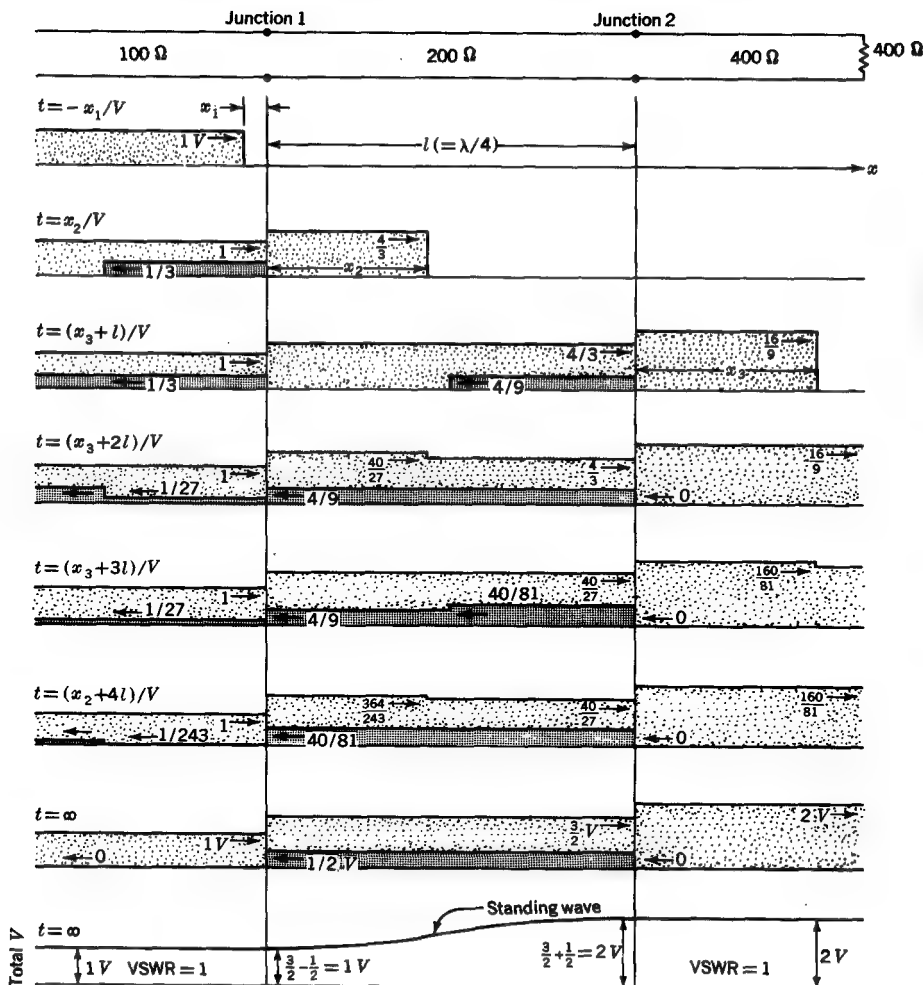 Junction 1 Junction 2
100 Ω 200 Ω 400 Ω 400 Ω
t=-x₁/V x₁
1 V l(=λ/4)
x
t=x₂/V
1 4/3
1/3 x₂
t=(x₃+l)/V
1 4/3 16/9
1/3 4/9 x₃
t=(x₃+2l)/V
1 40/27 4/3 16/9
1/27 4/9 0
t=(x₃+3l)/V
1 40/81 40/27 160/81
1/27 4/9 0
t=(x₂+4l)/V
1 364/243 40/27 160/81
1/243 40/81 0
t=∞
1 V 3/2 V 2 V
0 1/2 V 0
Standing wave
t=∞
Total V
1 V VSWR=1 3/2-1/2=1 V 3/2+1/2=2 V VSWR=1 2 V